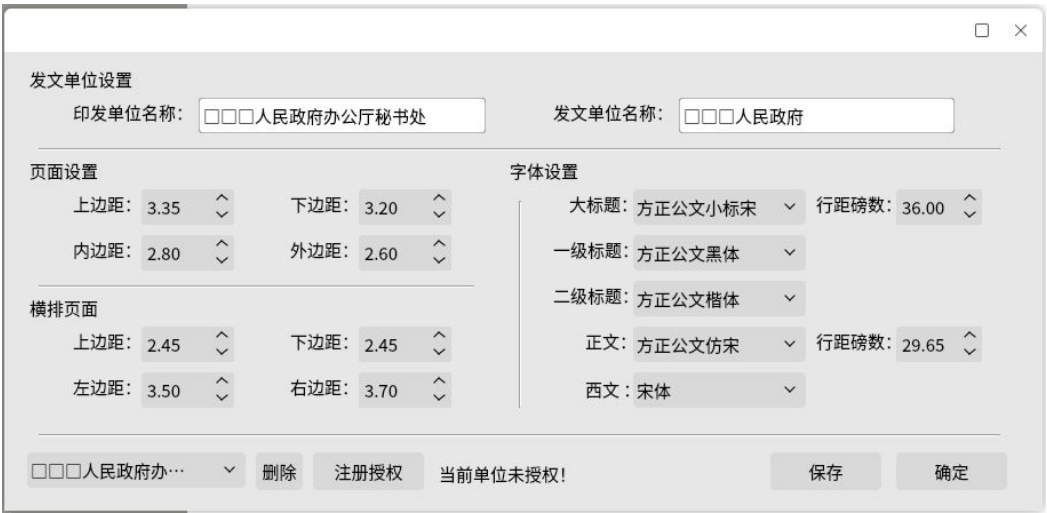 发文单位设置
印发单位名称： □□□人民政府办公厅秘书处 发文单位名称： □□□人民政府
页面设置
上边距： 3.35 下边距： 3.20
内边距： 2.80 外边距： 2.60
横排页面
上边距： 2.45 下边距： 2.45
左边距： 3.50 右边距： 3.70
字体设置
大标题： 方正公文小标宋 行距磅数： 36.00
一级标题： 方正公文黑体
二级标题： 方正公文楷体
正文： 方正公文仿宋 行距磅数： 29.65
西文： 宋体
□□□人民政府办… 删除 注册授权 当前单位未授权！ 保存 确定